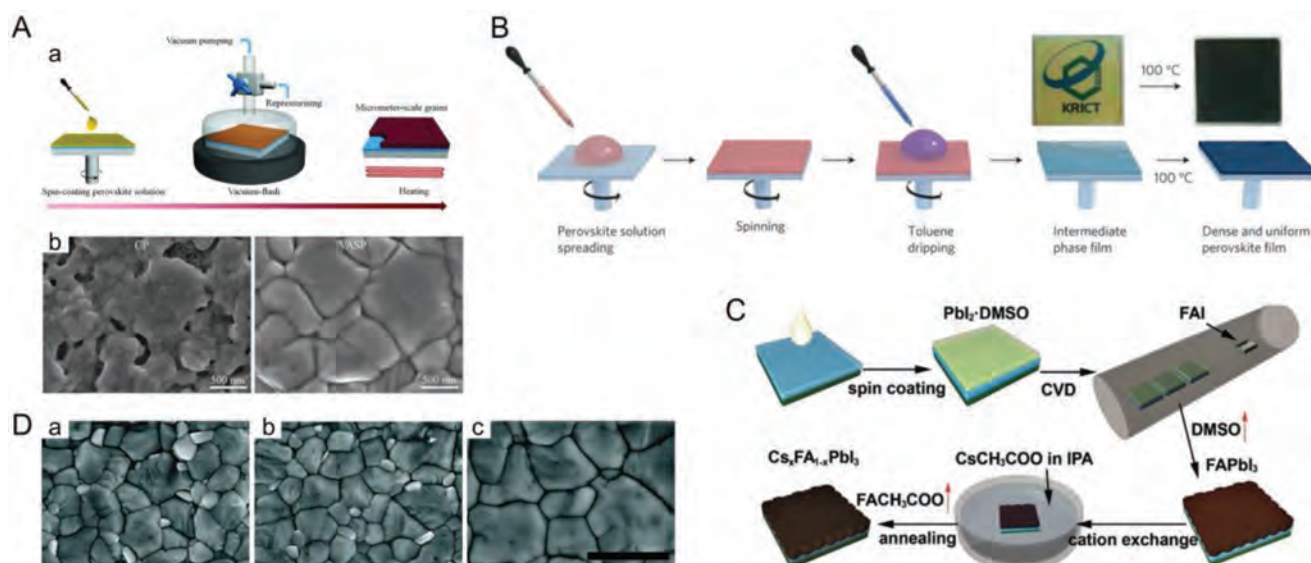 A
a
Vacuum pumping
Repressurising
Micrometer-scale grains
Spin-coating perovskite solution
Vacuum-flash
Heating
b
CP
VASP
500 nm
500 nm
B
KRICT
100 °C
100 °C
Perovskite solution
spreading
Spinning
Toluene
dripping
Intermediate
phase film
Dense and uniform
perovskite film
C
PbI₂·DMSO
FAI
spin coating
CVD
DMSO
FAPbI₃
CsCH₃COO in IPA
cation exchange
FACH₃COO
annealing
CsₓFA₁₋ₓPbI₃
D
a
b
c